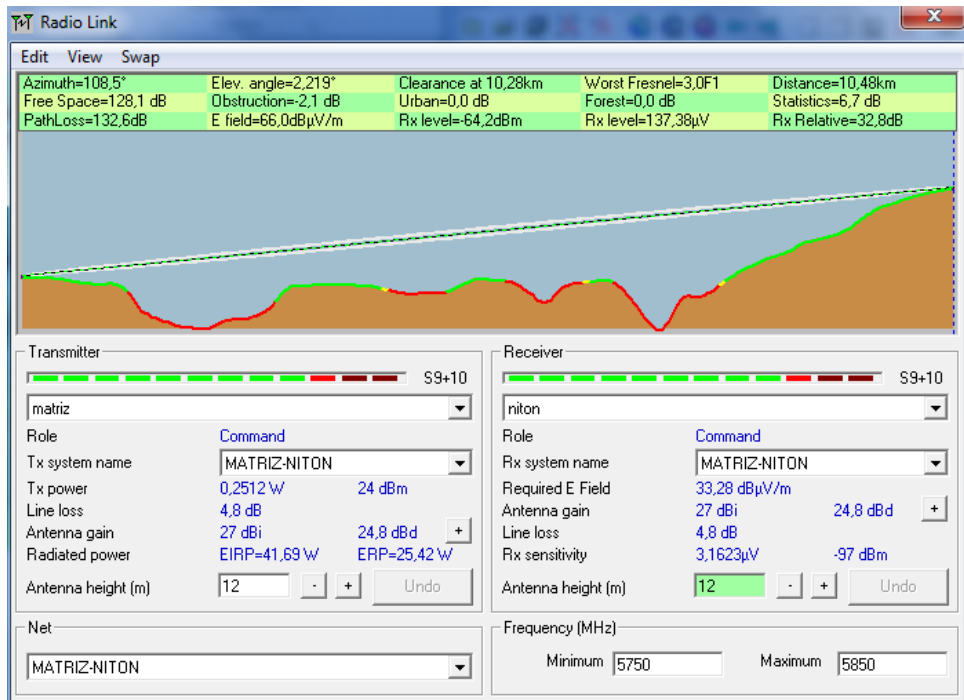 Radio Link
Edit View Swap
Azimuth=108,5° Elev. angle=2,219° Clearance at 10,28km Worst Fresnel=3,0F1 Distance=10,48km
Free Space=128,1 dB Obstruction=-2,1 dB Urban=0,0 dB Forest=0,0 dB Statistics=6,7 dB
PathLoss=132,6dB E field=66,0dBµV/m Rx level=-64,2dBm Rx level=137,38µV Rx Relative=32,8dB
Transmitter
S9+10
matriz
Role Command
Tx system name MATRIZ-NITON
Tx power 0,2512 W 24 dBm
Line loss 4,8 dB
Antenna gain 27 dBi 24,8 dBd +
Radiated power EIRP=41,69 W ERP=25,42 W
Antenna height (m) 12 - + Undo
Net
MATRIZ-NITON
Receiver
S9+10
niton
Role Command
Rx system name MATRIZ-NITON
Required E Field 33,28 dBµV/m
Antenna gain 27 dBi 24,8 dBd +
Line loss 4,8 dB
Rx sensitivity 3,1623µV -97 dBm
Antenna height (m) 12 - + Undo
Frequency (MHz)
Minimum 5750 Maximum 5850